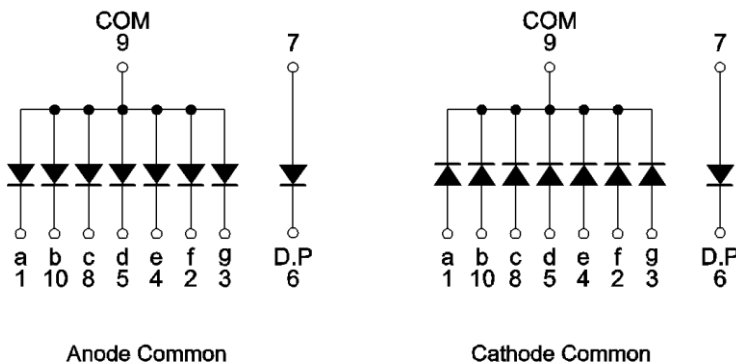 COM COM
9 7 9 7
a b c d e f g D.P a b c d e f g D.P
1 10 8 5 4 2 3 6 1 10 8 5 4 2 3 6
Anode Common Cathode Common